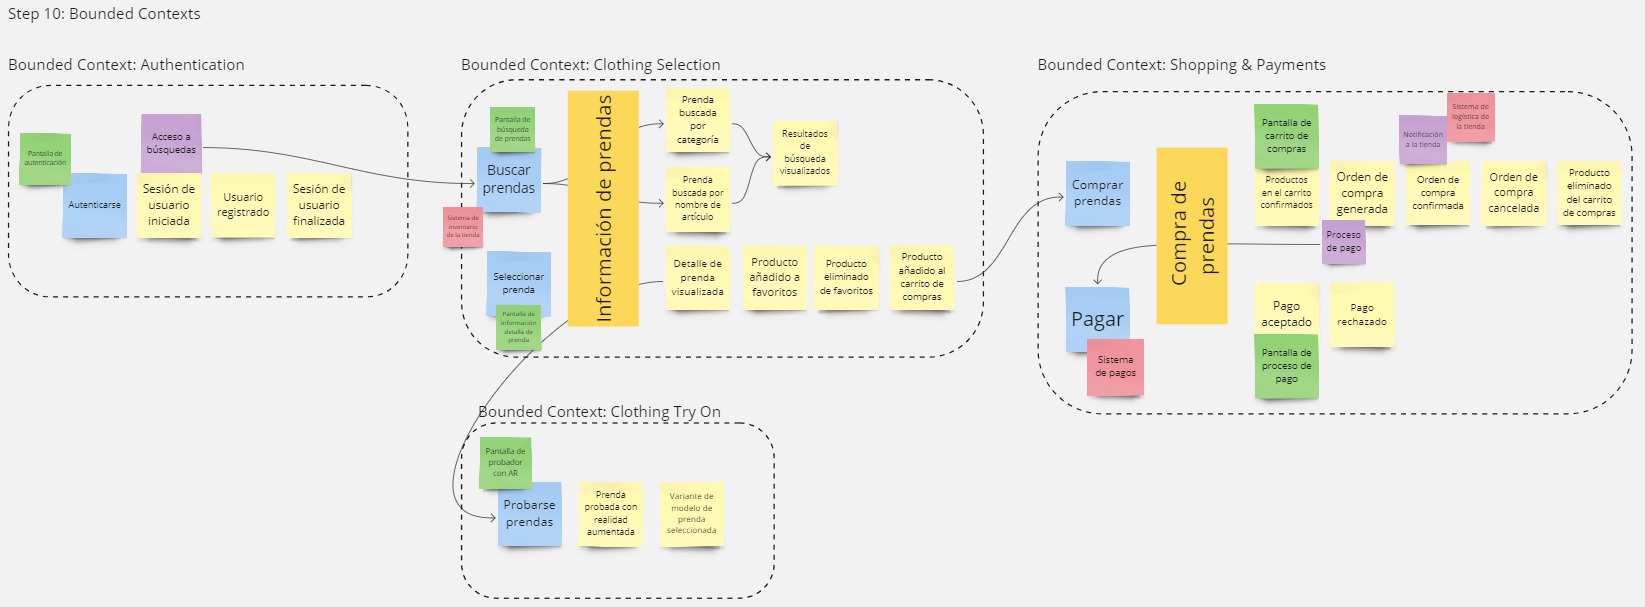 Step 10: Bounded Contexts
Bounded Context: Authentication
Pantalla de
autenticación
Acceso a
búsquedas
Autenticarse
Sesión de
usuario
iniciada
Usuario
registrado
Sesión de
usuario
finalizada
Bounded Context: Clothing Selection
Pantalla de
búsqueda
de prendas
Buscar
prendas
Sistema de
inventario
de la tienda
Seleccionar
prenda
Pantalla de
información
detalla de
prenda
Información de prendas
Prenda
buscada
por
categoría
Prenda
buscada por
nombre de
artículo
Resultados
de
búsqueda
visualizados
Detalle de
prenda
visualizada
Producto
añadido a
favoritos
Producto
eliminado
de favoritos
Producto
añadido al
carrito de
compras
Bounded Context: Clothing Try On
Pantalla de
probador
con AR
Probarse
prendas
Prenda
probada con
realidad
aumentada
Variante de
modelo de
prenda
seleccionada
Bounded Context: Shopping & Payments
Comprar
prendas
Compra de
prendas
Pantalla de
carrito de
compras
Productos
en el carrito
confirmados
Orden de
compra
generada
Notificación
a la tienda
Sistema de
logística de
la tienda
Orden de
compra
confirmada
Orden de
compra
cancelada
Producto
eliminado
del carrito
de compras
Proceso
de pago
Pagar
Sistema
de pagos
Pago
aceptado
Pago
rechazado
Pantalla de
proceso de
pago